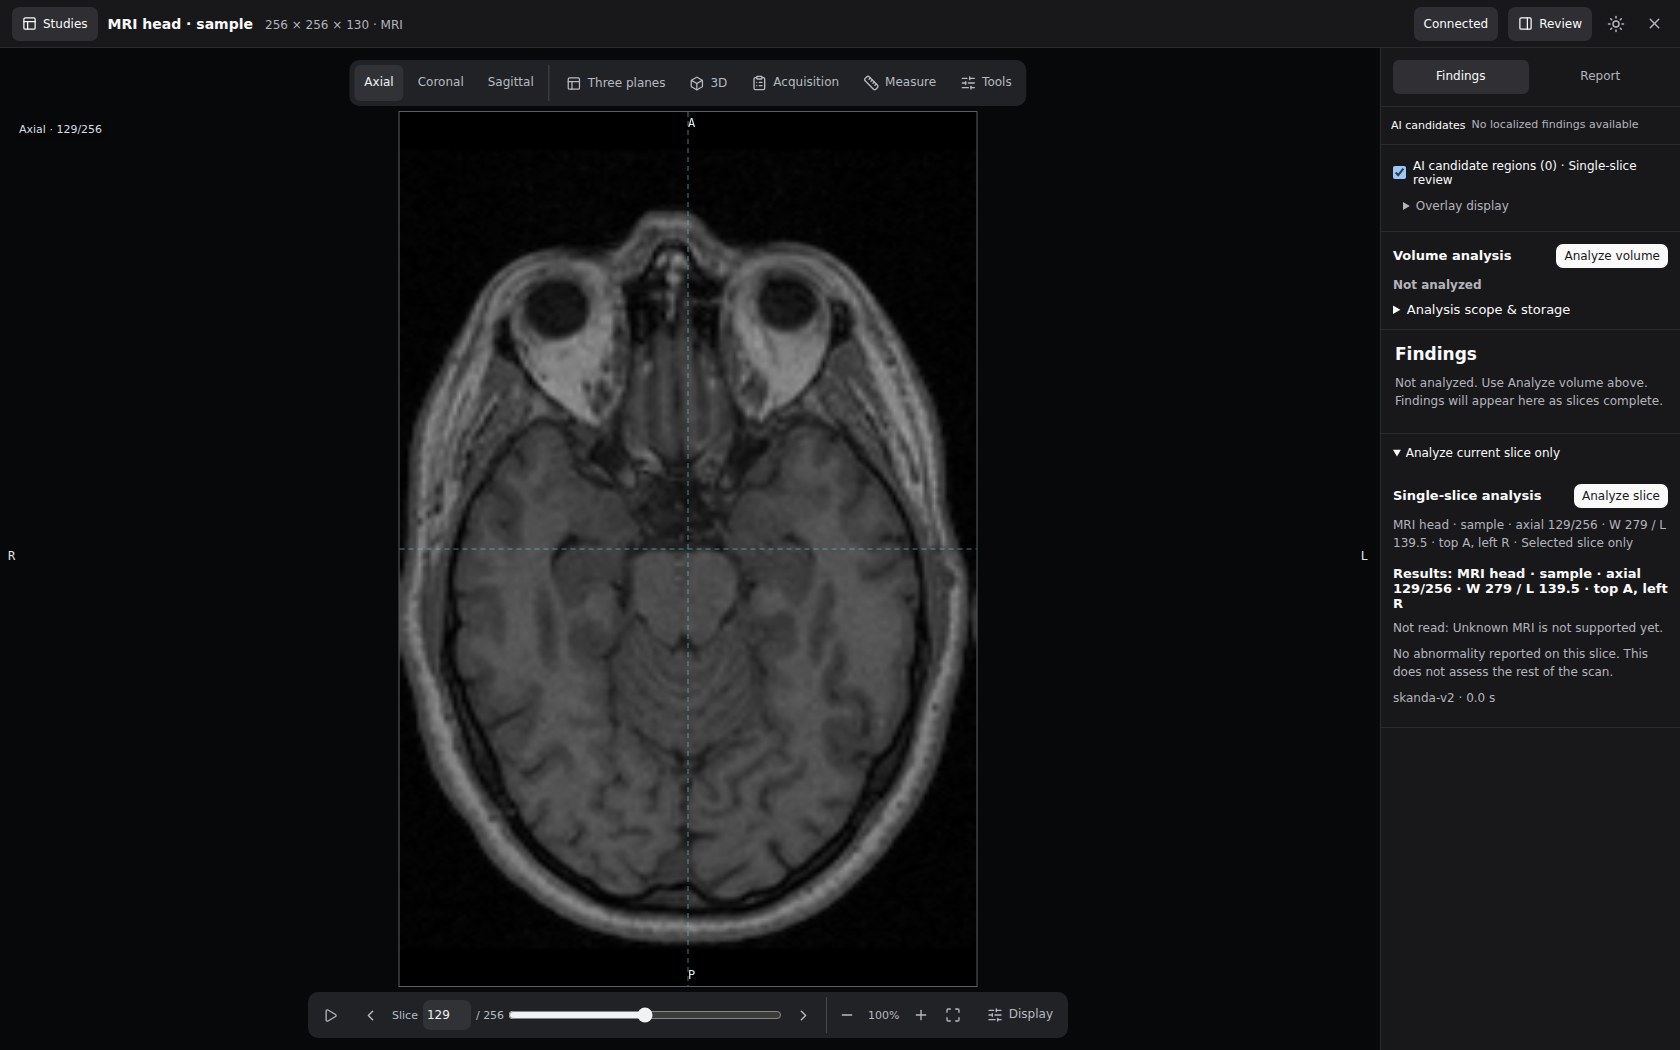 Studies
MRI head · sample
256 × 256 × 130 · MRI
Connected
Review
Axial
Coronal
Sagittal
Three planes
3D
Acquisition
Measure
Tools
Axial · 129/256
A
R
L
P
Slice
129
/ 256
100%
Display
Findings
Report
AI candidates
No localized findings available
AI candidate regions (0) · Single-slice
review
Overlay display
Volume analysis
Analyze volume
Not analyzed
Analysis scope & storage
Findings
Not analyzed. Use Analyze volume above.
Findings will appear here as slices complete.
Analyze current slice only
Single-slice analysis
Analyze slice
MRI head · sample · axial 129/256 · W 279 / L
139.5 · top A, left R · Selected slice only
Results: MRI head · sample · axial
129/256 · W 279 / L 139.5 · top A, left
R
Not read: Unknown MRI is not supported yet.
No abnormality reported on this slice. This
does not assess the rest of the scan.
skanda-v2 · 0.0 s